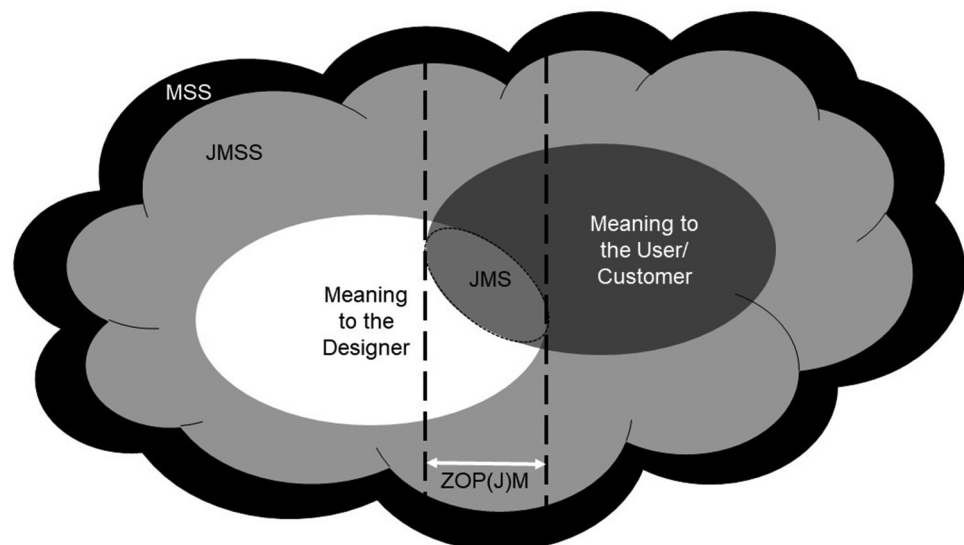 MSS
JMSS
Meaning to
the User/
Customer
JMS
Meaning
to the
Designer
ZOP(J)M